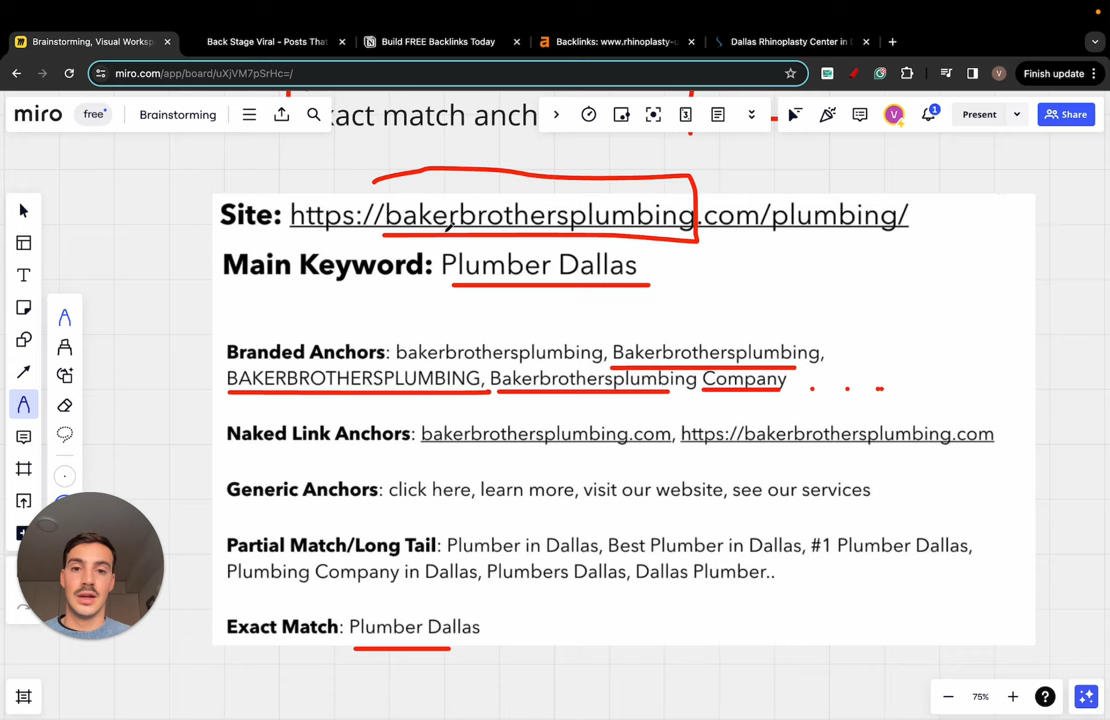 Brainstorming, Visual Worksp
Back Stage Viral - Posts That
Build FREE Backlinks Today
Backlinks: www.rhinoplasty-
Dallas Rhinoplasty Center in D
miro.com/app/board/uXjVM7pSrHc=/
V
Finish update
miro
free
Brainstorming
3
V
1
Present
Share
xact match anch
Site: https://bakerbrothersplumbing.com/plumbing/
Main Keyword: Plumber Dallas
Branded Anchors: bakerbrothersplumbing, Bakerbrothersplumbing,
BAKERBROTHERSPLUMBING, Bakerbrothersplumbing Company
Naked Link Anchors: bakerbrothersplumbing.com, https://bakerbrothersplumbing.com
Generic Anchors: click here, learn more, visit our website, see our services
Partial Match/Long Tail: Plumber in Dallas, Best Plumber in Dallas, #1 Plumber Dallas,
Plumbing Company in Dallas, Plumbers Dallas, Dallas Plumber..
Exact Match: Plumber Dallas
75%